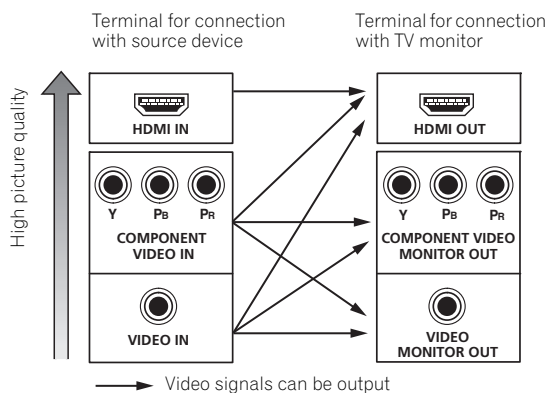 Terminal for connection
with source device
Terminal for connection
with TV monitor
High picture quality
HDMI IN
HDMI OUT
Y PB PR
COMPONENT
VIDEO IN
Y PB PR
COMPONENT VIDEO
MONITOR OUT
VIDEO IN
VIDEO
MONITOR OUT
Video signals can be output